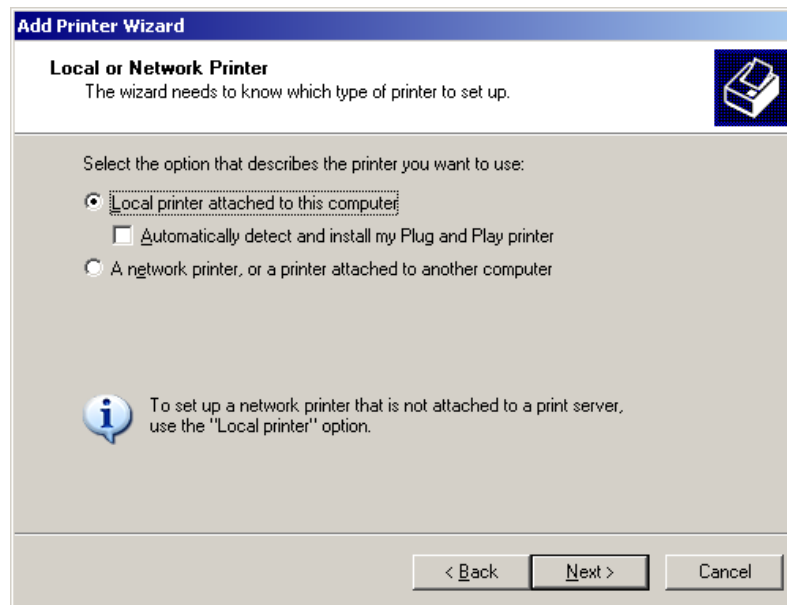 Add Printer Wizard
Local or Network Printer
The wizard needs to know which type of printer to set up.
Select the option that describes the printer you want to use:
Local printer attached to this computer
Automatically detect and install my Plug and Play printer
A network printer, or a printer attached to another computer
To set up a network printer that is not attached to a print server,
use the "Local printer" option.
< Back Next > Cancel